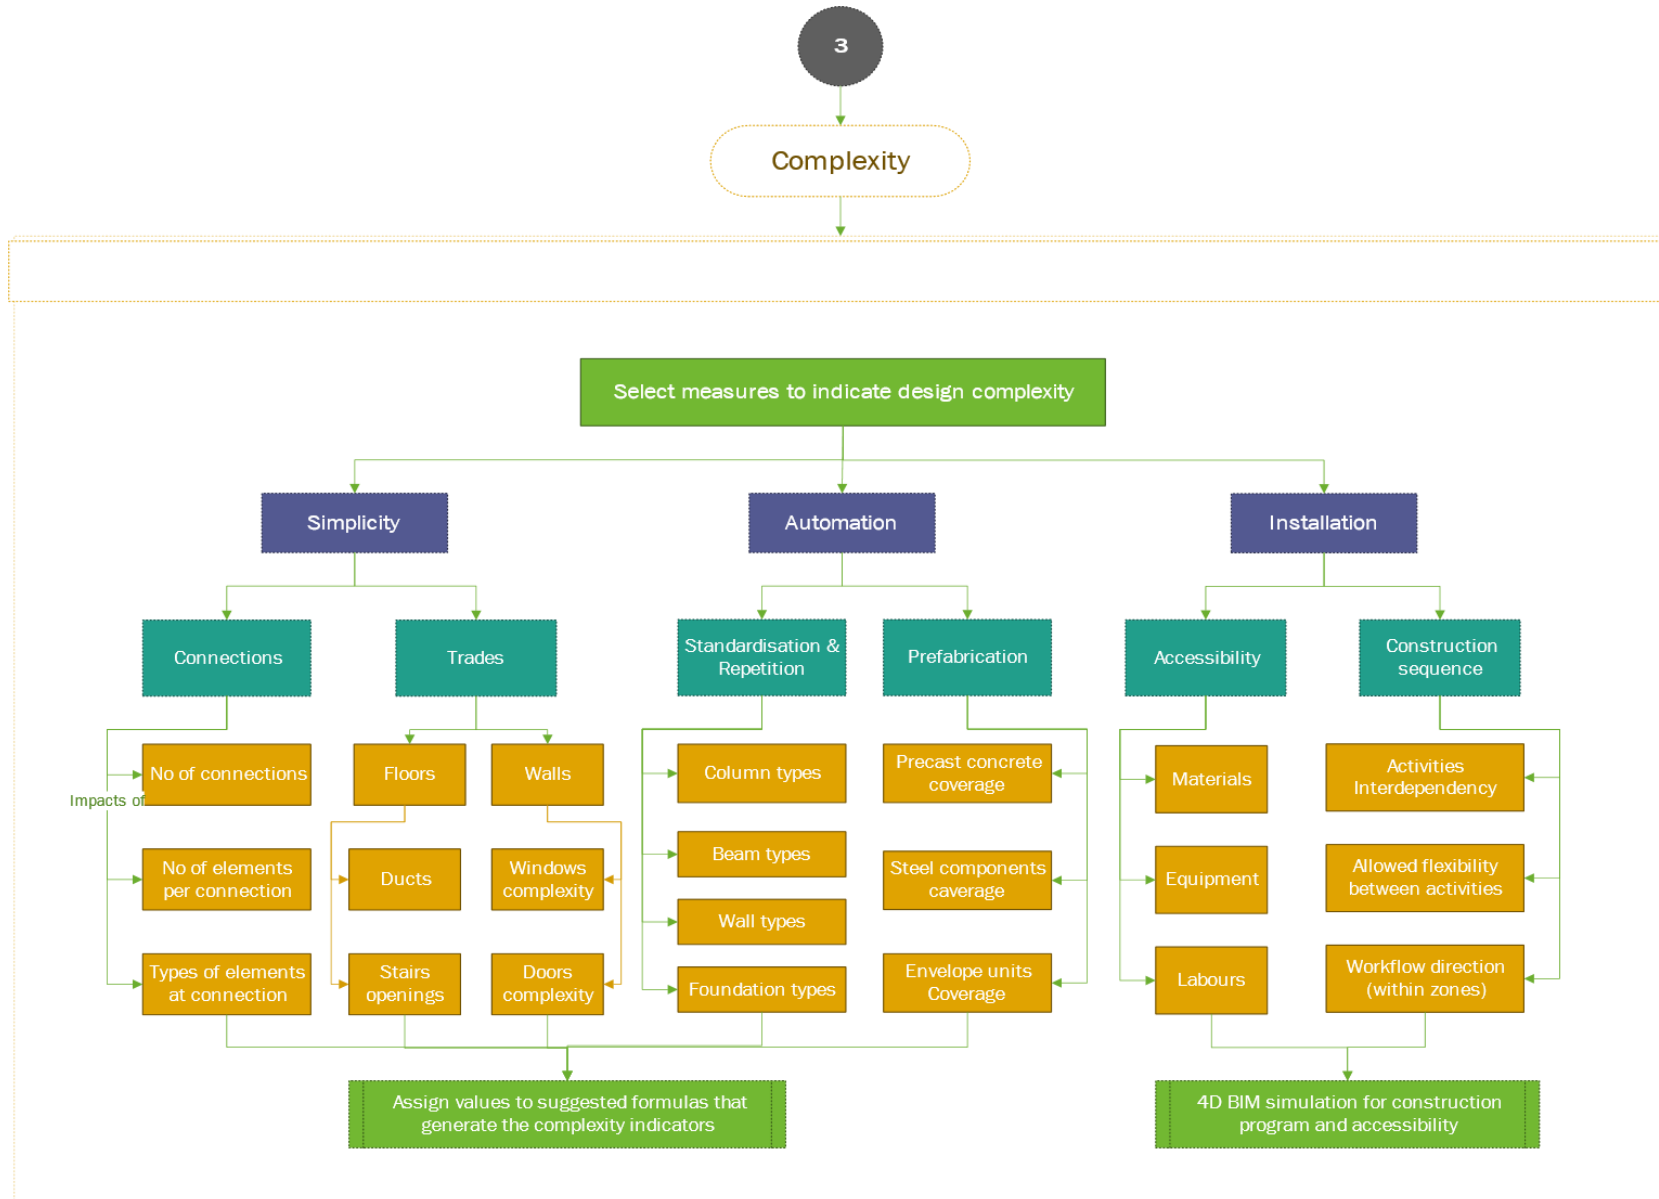 3
Complexity
Select measures to indicate design complexity
Simplicity
Automation
Installation
Connections
Trades
Standardisation &
Repetition
Prefabrication
Accessibility
Construction
sequence
No of connections
Impacts of
No of elements
per connection
Types of elements
at connection
Floors
Ducts
Stairs
openings
Walls
Windows
complexity
Doors
complexity
Column types
Beam types
Wall types
Foundation types
Precast concrete
coverage
Steel components
caverage
Envelope units
Coverage
Materials
Equipment
Labours
Activities
Interdependency
Allowed flexibility
between activities
Workflow direction
(within zones)
Assign values to suggested formulas that
generate the complexity indicators
4D BIM simulation for construction
program and accessibility